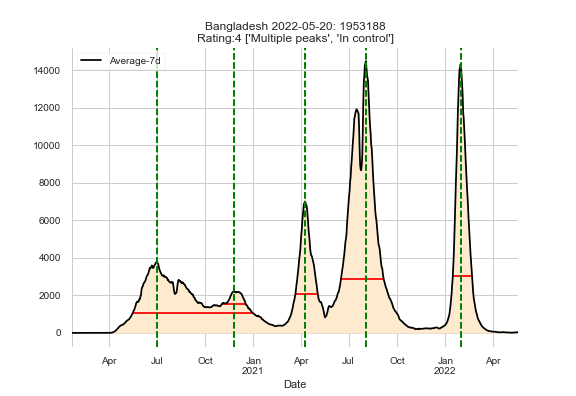 Bangladesh 2022-05-20: 1953188
Rating:4 ['Multiple peaks', 'In control']
Average-7d
14000
12000
10000
8000
6000
4000
2000
0
Apr Jul Oct Jan Apr Jul Oct Jan Apr
2021 2022
Date